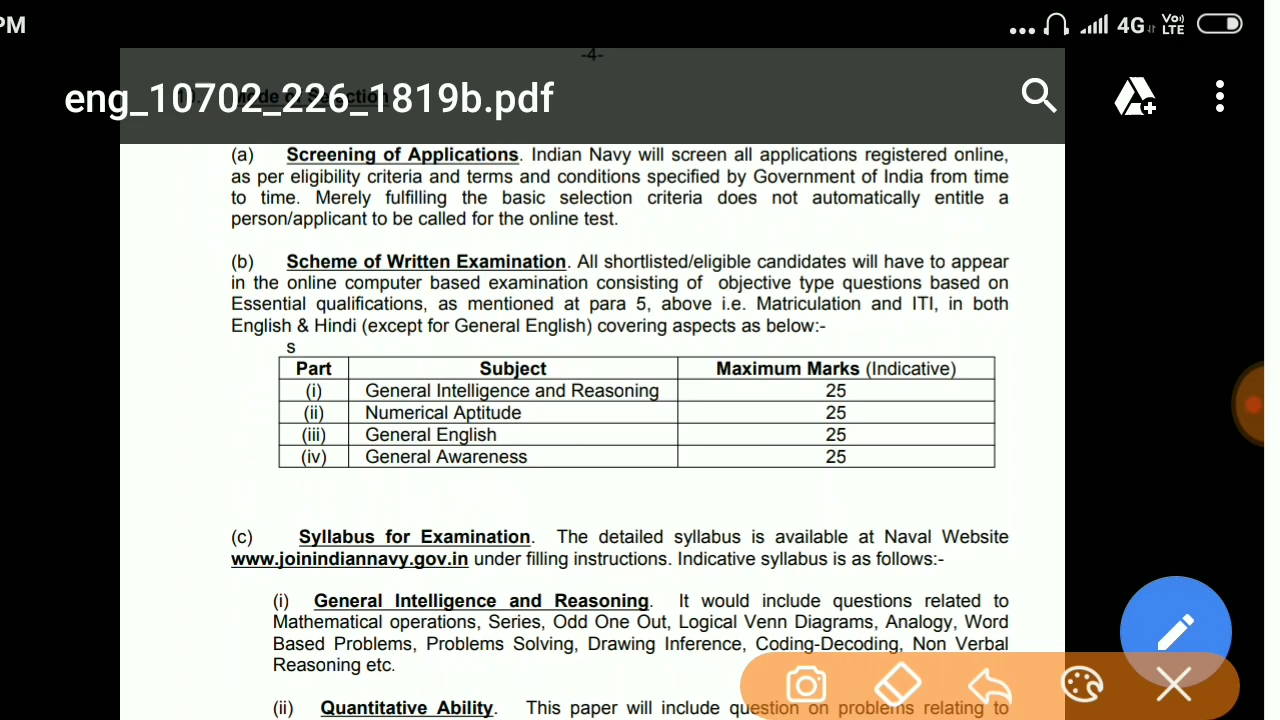 PM
4G Vo)) LTE
-4-
eng_10702_226_1819b.pdf
Mode of Selection
(a) Screening of Applications. Indian Navy will screen all applications registered online,
as per eligibility criteria and terms and conditions specified by Government of India from time
to time. Merely fulfilling the basic selection criteria does not automatically entitle a
person/applicant to be called for the online test.
(b) Scheme of Written Examination. All shortlisted/eligible candidates will have to appear
in the online computer based examination consisting of objective type questions based on
Essential qualifications, as mentioned at para 5, above i.e. Matriculation and ITI, in both
English & Hindi (except for General English) covering aspects as below:-
s
Part Subject Maximum Marks (Indicative)
(i) General Intelligence and Reasoning 25
(ii) Numerical Aptitude 25
(iii) General English 25
(iv) General Awareness 25
(c) Syllabus for Examination. The detailed syllabus is available at Naval Website
www.joinindiannavy.gov.in under filling instructions. Indicative syllabus is as follows:-
(i) General Intelligence and Reasoning. It would include questions related to
Mathematical operations, Series, Odd One Out, Logical Venn Diagrams, Analogy, Word
Based Problems, Problems Solving, Drawing Inference, Coding-Decoding, Non Verbal
Reasoning etc.
(ii) Quantitative Ability. This paper will include question on problems relating to